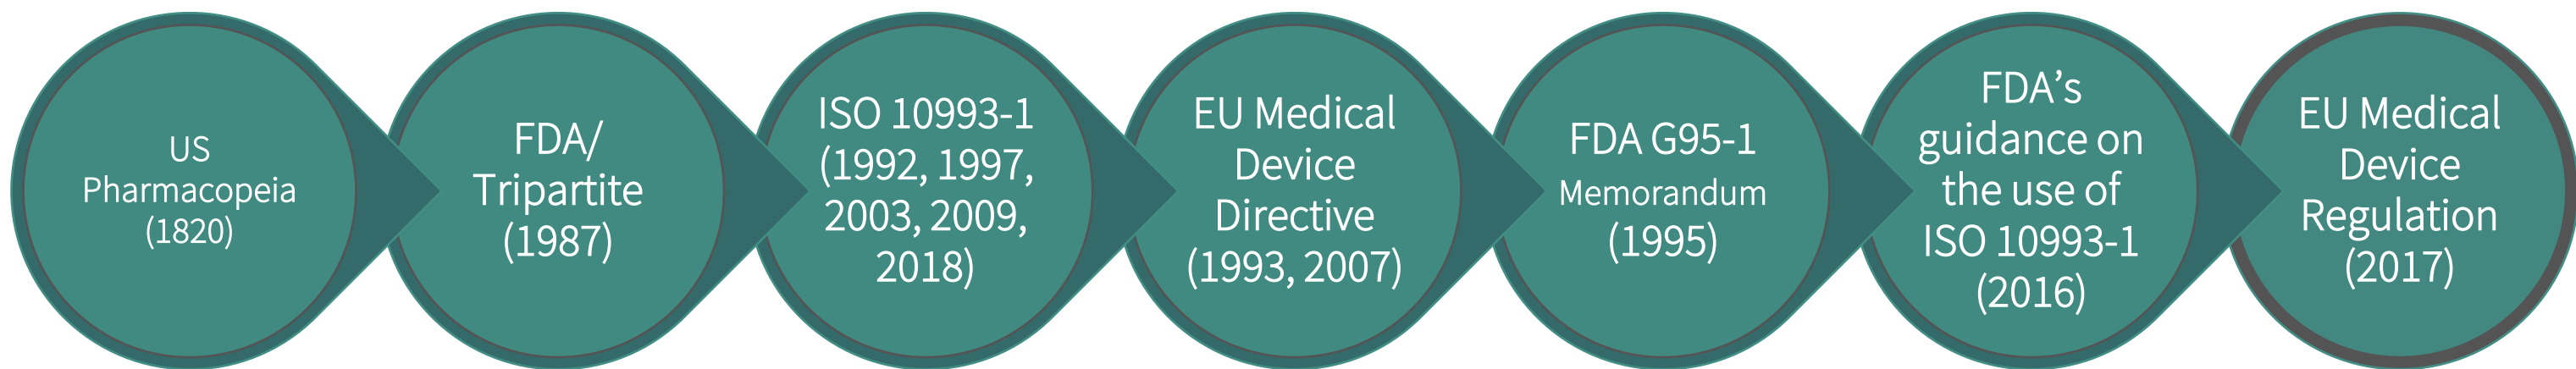 US
Pharmacopeia
(1820)
FDA/
Tripartite
(1987)
ISO 10993-1
(1992, 1997,
2003, 2009,
2018)
EU Medical
Device
Directive
(1993, 2007)
FDA G95-1
Memorandum
(1995)
FDA’s
guidance on
the use of
ISO 10993-1
(2016)
EU Medical
Device
Regulation
(2017)